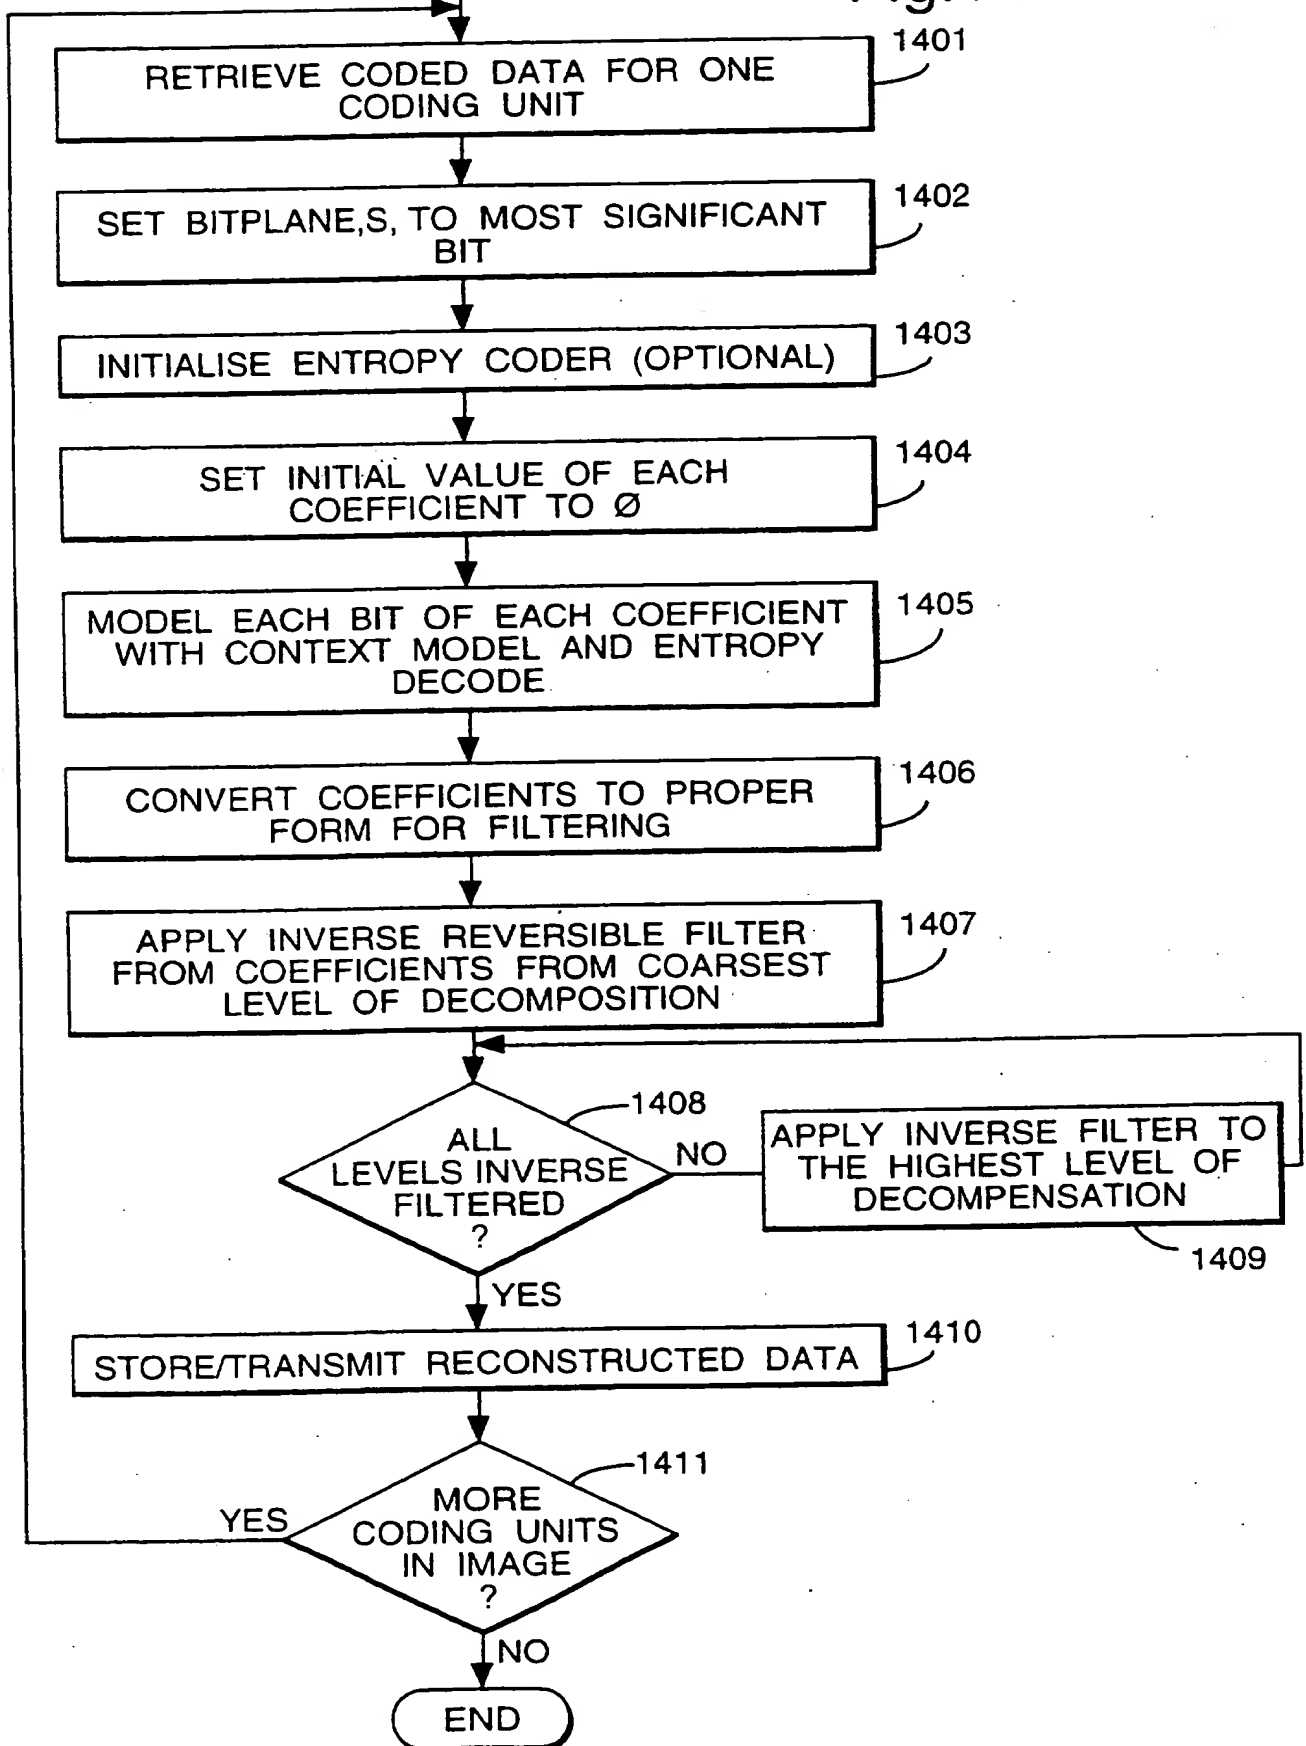 1401
RETRIEVE CODED DATA FOR ONE
CODING UNIT
1402
SET BITPLANE,S, TO MOST SIGNIFICANT
BIT
1403
INITIALISE ENTROPY CODER (OPTIONAL)
1404
SET INITIAL VALUE OF EACH
COEFFICIENT TO Ø
1405
MODEL EACH BIT OF EACH COEFFICIENT
WITH CONTEXT MODEL AND ENTROPY
DECODE
1406
CONVERT COEFFICIENTS TO PROPER
FORM FOR FILTERING
1407
APPLY INVERSE REVERSIBLE FILTER
FROM COEFFICIENTS FROM COARSEST
LEVEL OF DECOMPOSITION
1408
ALL
LEVELS INVERSE
FILTERED
?
NO
APPLY INVERSE FILTER TO
THE HIGHEST LEVEL OF
DECOMPENSATION
1409
YES
1410
STORE/TRANSMIT RECONSTRUCTED DATA
1411
MORE
CODING UNITS
IN IMAGE
?
YES
NO
END